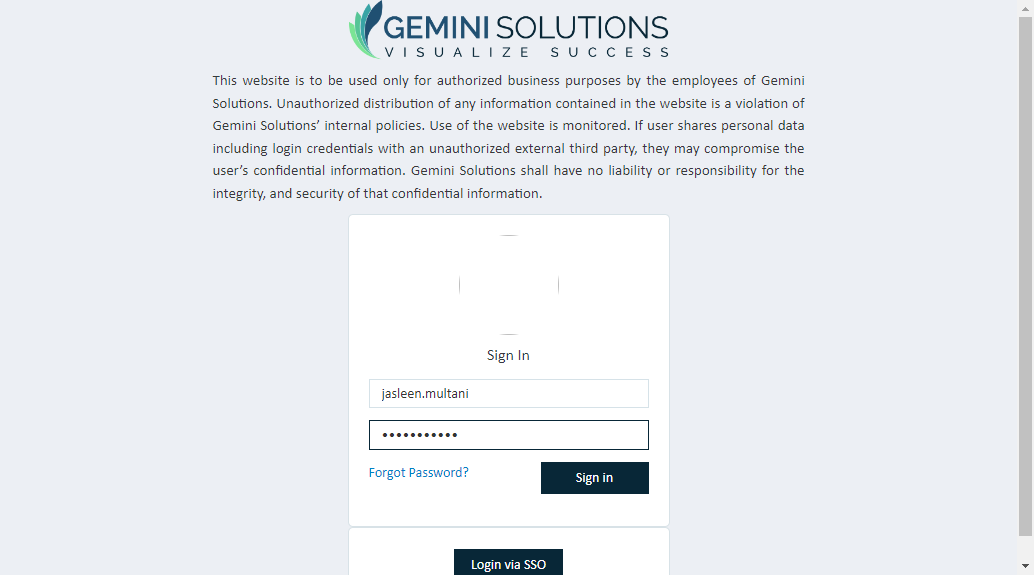 GEMINI SOLUTIONS
VISUALIZE SUCCESS
This website is to be used only for authorized business purposes by the employees of Gemini
Solutions. Unauthorized distribution of any information contained in the website is a violation of
Gemini Solutions’ internal policies. Use of the website is monitored. If user shares personal data
including login credentials with an unauthorized external third party, they may compromise the
user’s confidential information. Gemini Solutions shall have no liability or responsibility for the
integrity, and security of that confidential information.
Sign In
jasleen.multani
•••••••••••
Forgot Password?
Sign in
Login via SSO